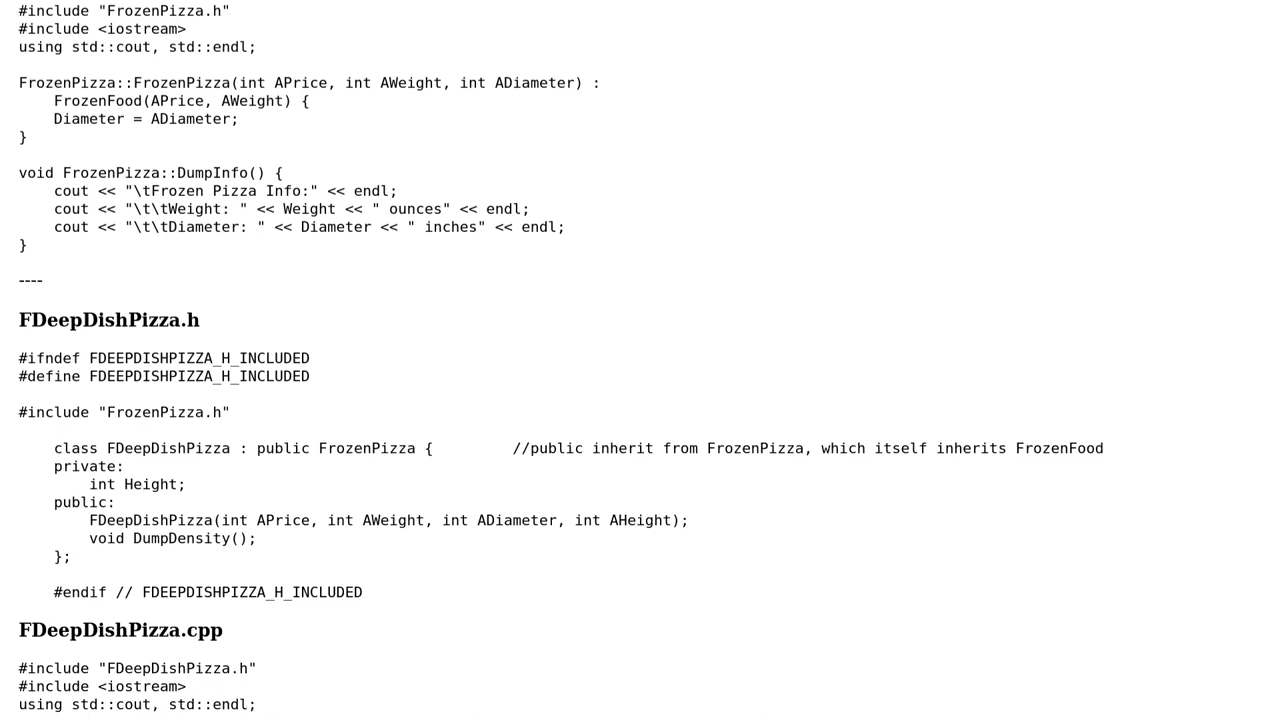 #include "FrozenPizza.h"
#include <iostream>
using std::cout, std::endl;

FrozenPizza::FrozenPizza(int APrice, int AWeight, int ADiameter) :
    FrozenFood(APrice, AWeight) {
    Diameter = ADiameter;
}

void FrozenPizza::DumpInfo() {
    cout << "\tFrozen Pizza Info:" << endl;
    cout << "\t\tWeight: " << Weight << " ounces" << endl;
    cout << "\t\tDiameter: " << Diameter << " inches" << endl;
}

----

FDeepDishPizza.h

#ifndef FDEEPDISHPIZZA_H_INCLUDED
#define FDEEPDISHPIZZA_H_INCLUDED

#include "FrozenPizza.h"

    class FDeepDishPizza : public FrozenPizza {         //public inherit from FrozenPizza, which itself inherits FrozenFood
    private:
        int Height;
    public:
        FDeepDishPizza(int APrice, int AWeight, int ADiameter, int AHeight);
        void DumpDensity();
    };

    #endif // FDEEPDISHPIZZA_H_INCLUDED

FDeepDishPizza.cpp

#include "FDeepDishPizza.h"
#include <iostream>
using std::cout, std::endl;